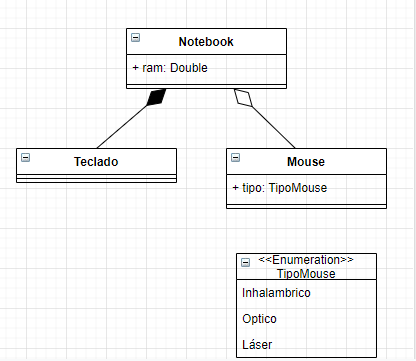 Notebook
+ ram: Double
Teclado
Mouse
+ tipo: TipoMouse
<<Enumeration>>
TipoMouse
Inhalambrico
Optico
Láser